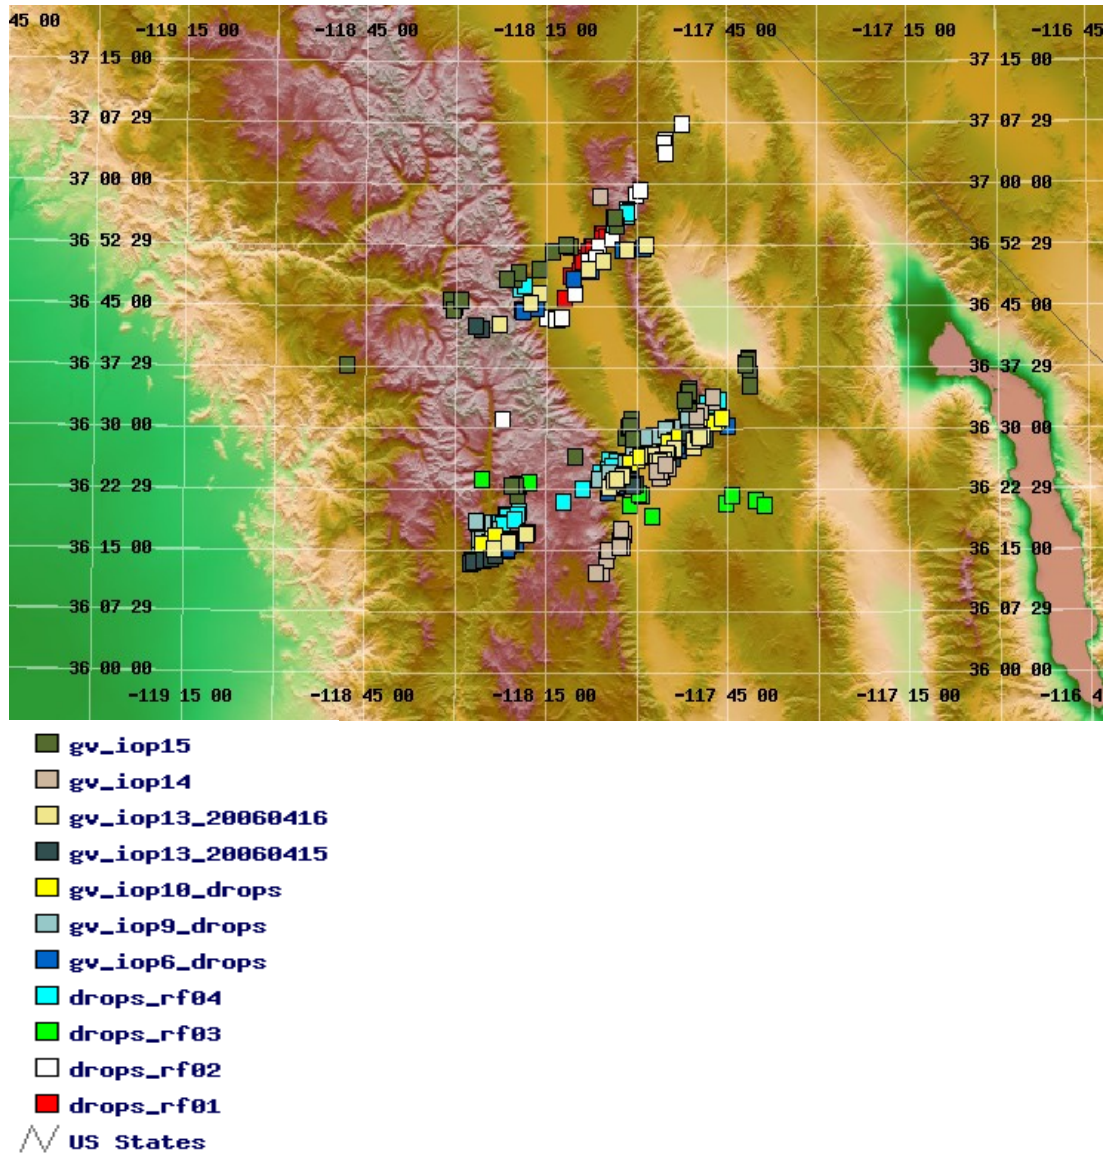 45 00 -119 15 00 -118 45 00 -118 15 00 -117 45 00 -117 15 00 -116 45
37 15 00 37 15 00
37 07 29 37 07 29
37 00 00 37 00 00
36 52 29 36 52 29
36 45 00 36 45 00
36 37 29 36 37 29
36 30 00 36 30 00
36 22 29 36 22 29
36 15 00 36 15 00
36 07 29 36 07 29
36 00 00 36 00 00
-119 15 00 -118 45 00 -118 15 00 -117 45 00 -117 15 00 -116 4
gv_iop15
gv_iop14
gv_iop13_20060416
gv_iop13_20060415
gv_iop10_drops
gv_iop9_drops
gv_iop6_drops
drops_rf04
drops_rf03
drops_rf02
drops_rf01
US States